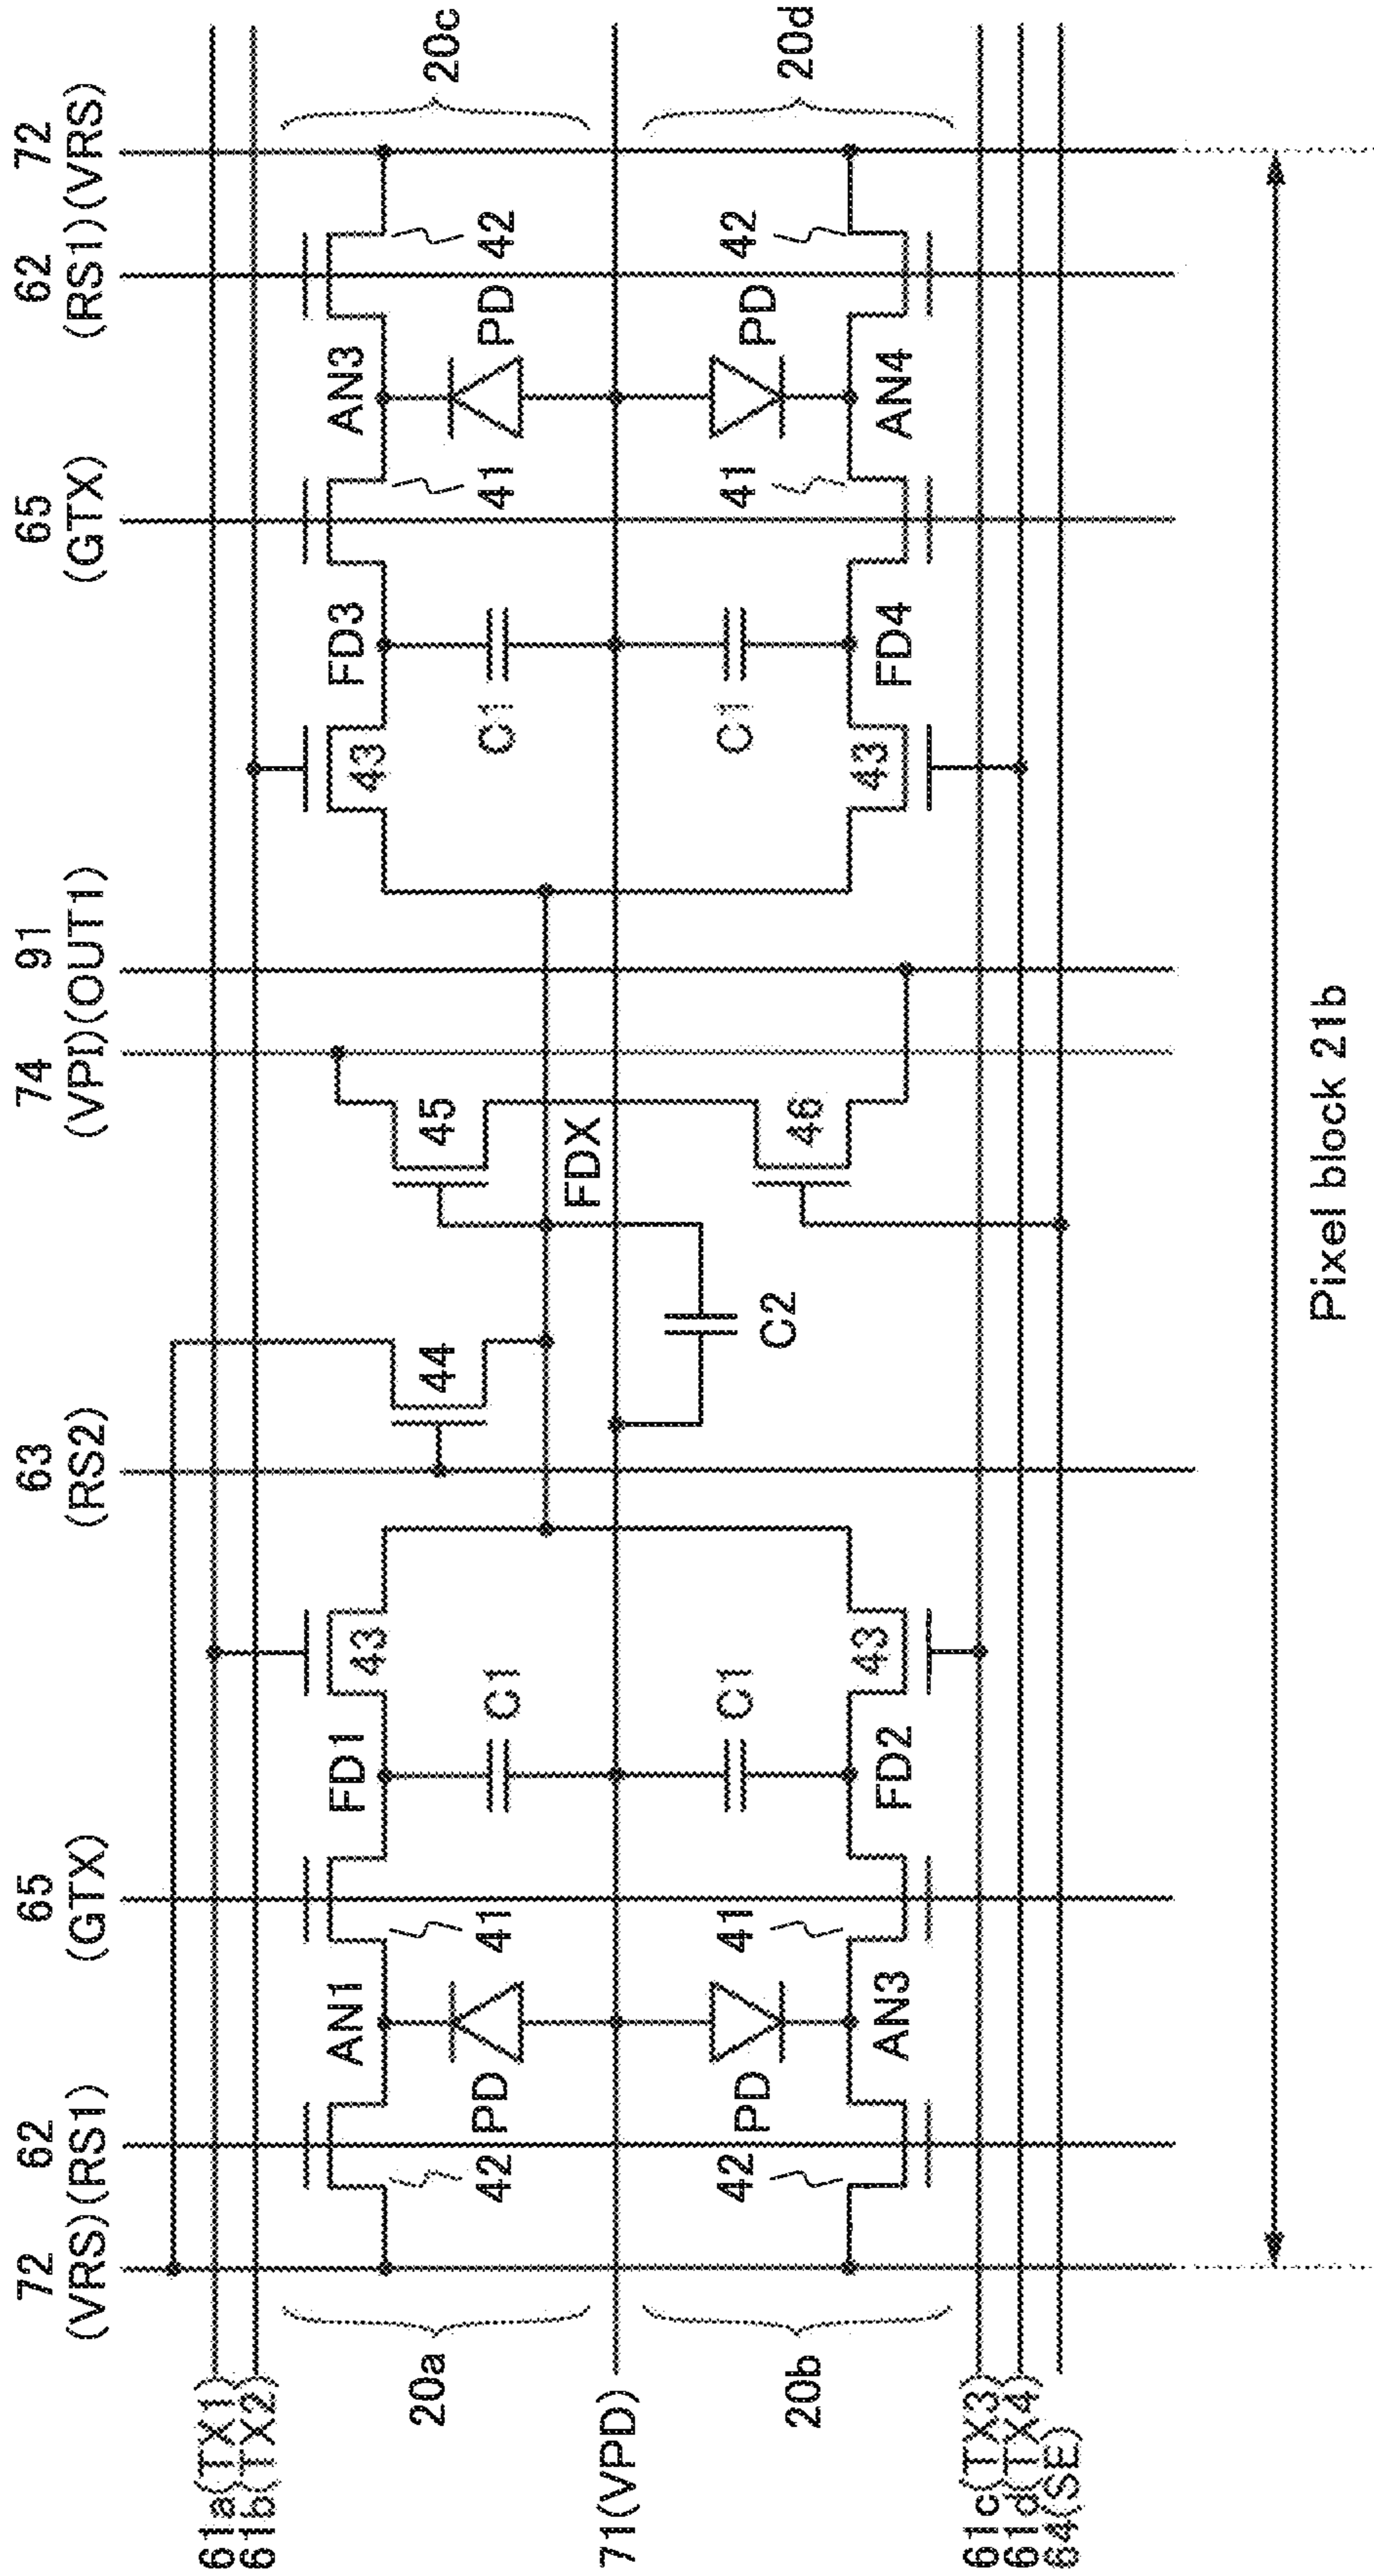 72 62 65 63 74 91 65 62 72
(VRS)(RS1) (GTX) (RS2) (VPI)(OUT1) (GTX) (RS1)(VRS)
61a(TX1)
61b(TX2)
AN1 FD1 43 43 FD3 AN3
20a 44 45 20c
42 PD 41 C1 C1 41 PD 42
FDX
71(VPD)
42 PD 41 C1 C1 41 PD 42
C2
20b 46 20d
43 43
AN3 FD2 FD4 AN4
61c(TX3)
61d(TX4)
64(SE)
Pixel block 21b